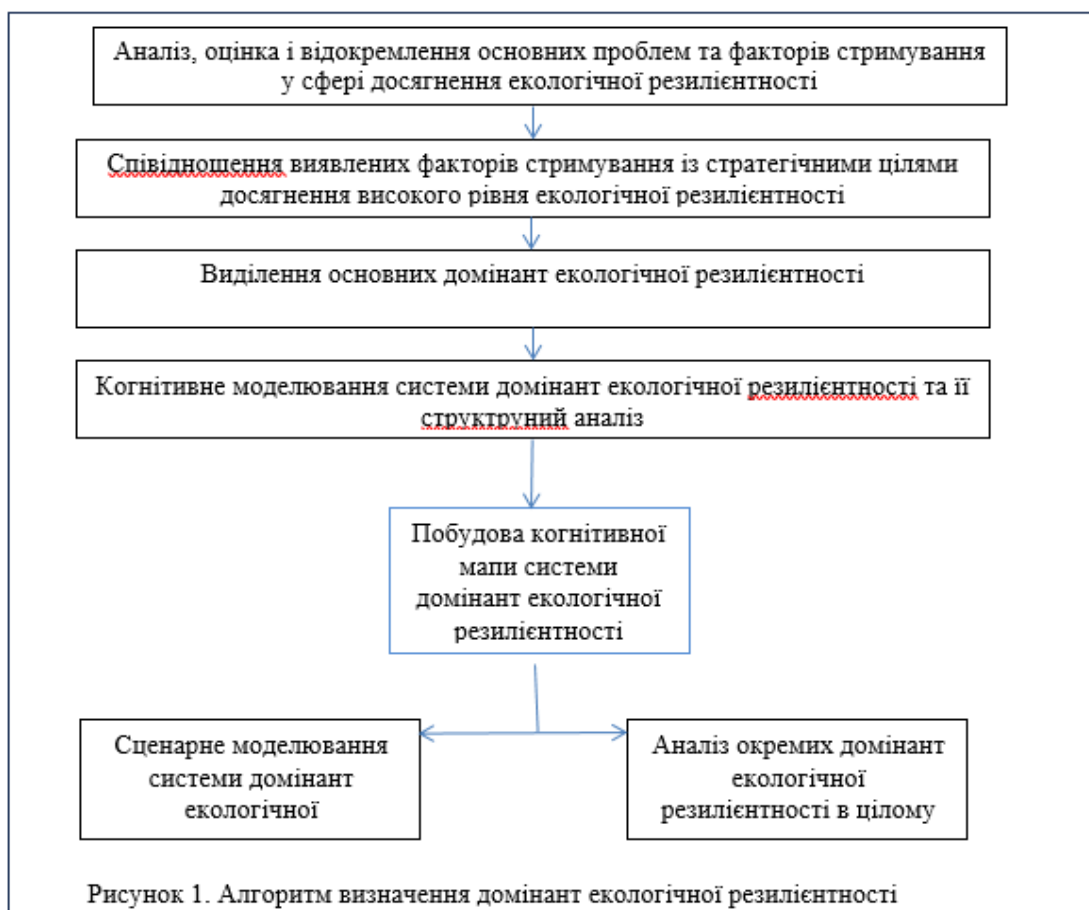 Аналіз, оцінка і відокремлення основних проблем та факторів стримування
у сфері досягнення екологічної резилієнтності
Співідношення виявлених факторів стримування із стратегічними цілями
досягнення високого рівня екологічної резилієнтності
Виділення основних домінант екологічної резилієнтності
Когнітивне моделювання системи домінант екологічної резилієнтності та її
структруний аналіз
Побудова когнітивної
мапи системи
домінант екологічної
резилієнтності
Сценарне моделювання
системи домінант
екологічної
Аналіз окремих домінант
екологічної
резилієнтності в цілому
Рисунок 1. Алгоритм визначення домінант екологічної резилієнтності